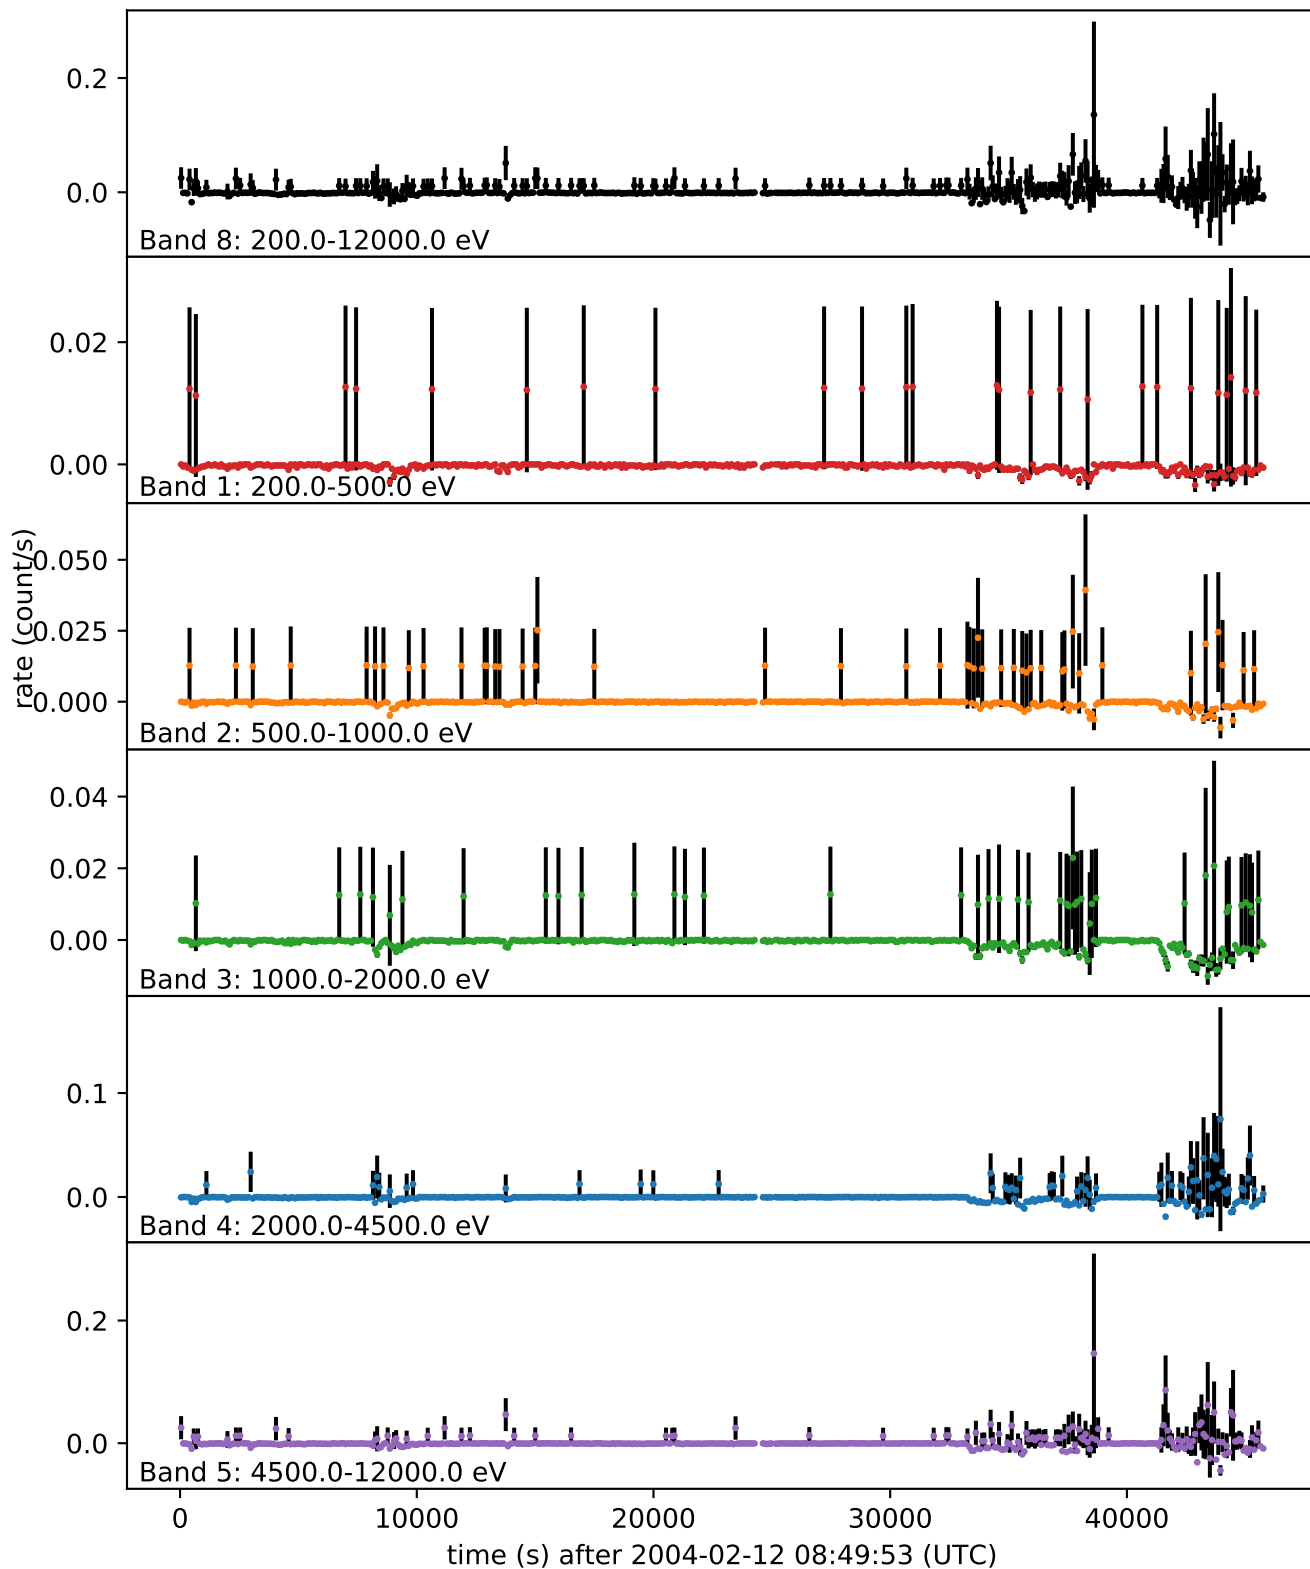 0.2
0.0
Band 8: 200.0-12000.0 eV
0.02
0.00
Band 1: 200.0-500.0 eV
rate (count/s)
0.050
0.025
0.000
Band 2: 500.0-1000.0 eV
0.04
0.02
0.00
Band 3: 1000.0-2000.0 eV
0.1
0.0
Band 4: 2000.0-4500.0 eV
0.2
0.0
Band 5: 4500.0-12000.0 eV
0 10000 20000 30000 40000
time (s) after 2004-02-12 08:49:53 (UTC)